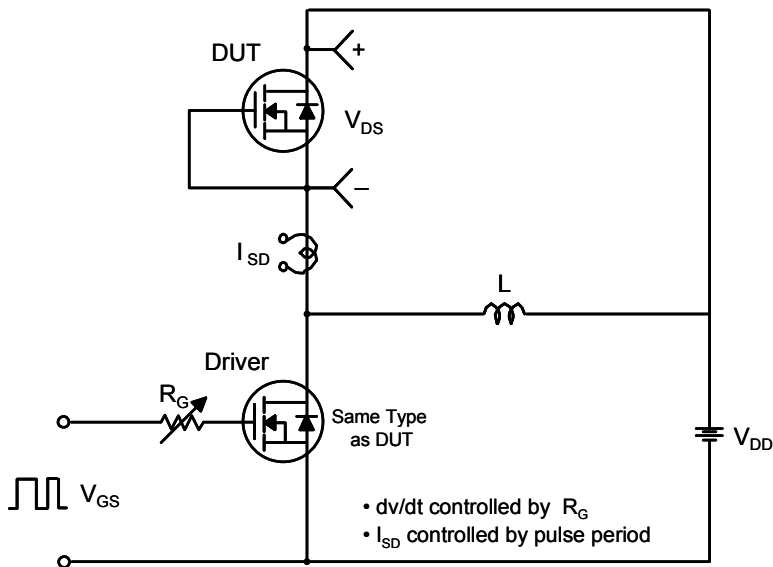 DUT
+
V_DS
–
I_SD
L
Driver
R_G
Same Type
as DUT
V_DD
V_GS
• dv/dt controlled by R_G
• I_SD controlled by pulse period